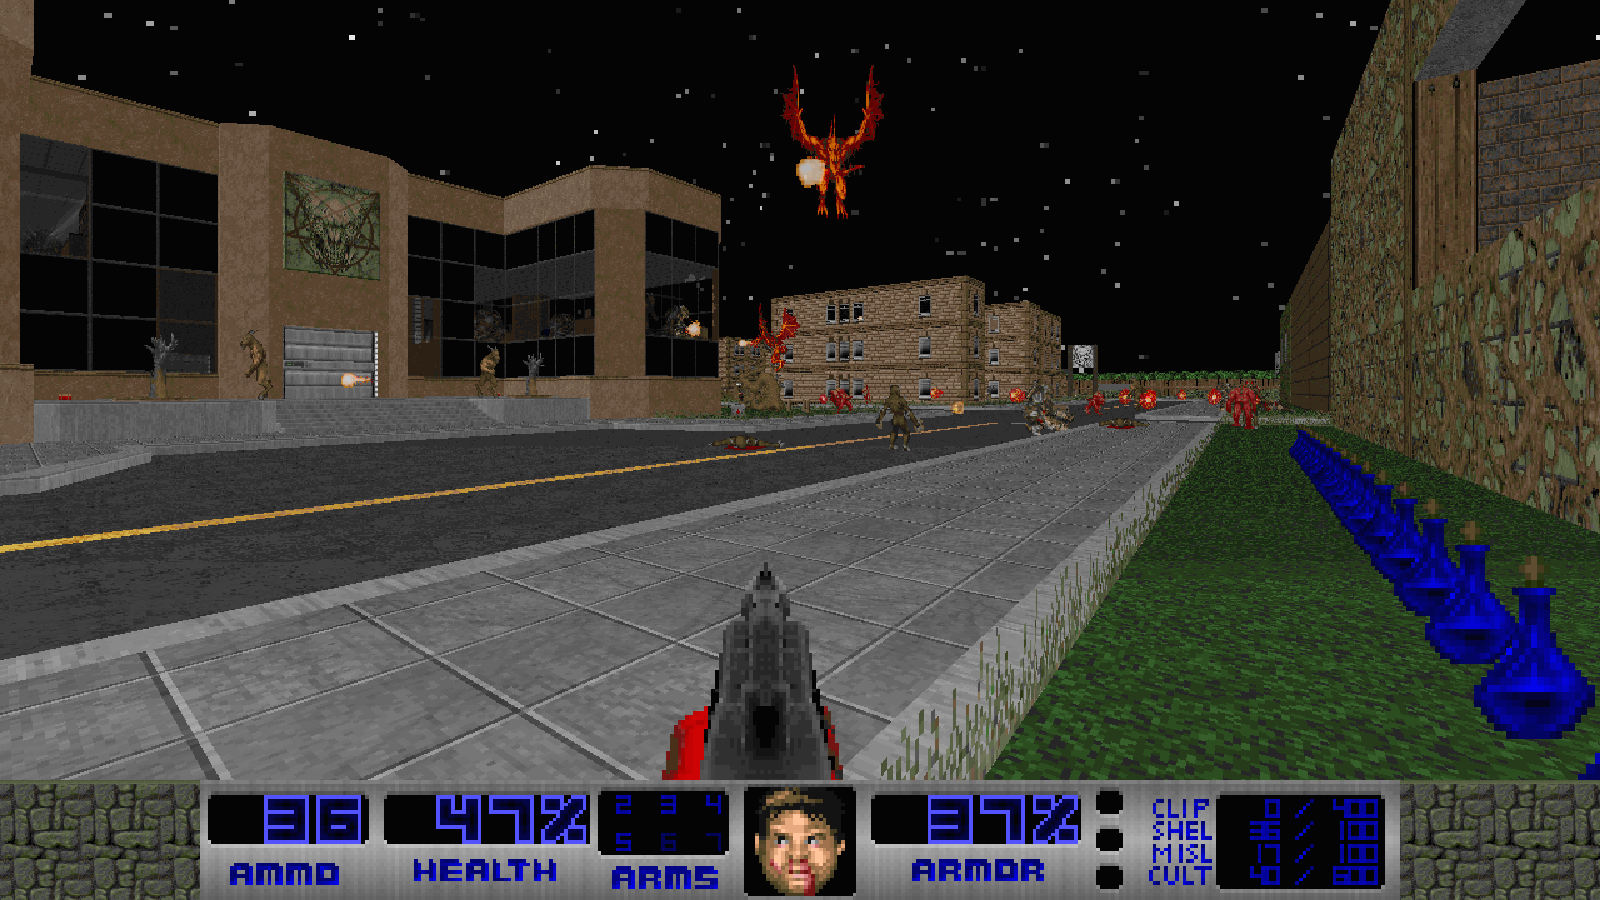 36
AMMO
47%
HEALTH
2 3 4
5 6 7
ARMS
37%
ARMOR
CLIP 0 / 400
SHEL 36 / 100
MISL 17 / 100
CULT 40 / 600